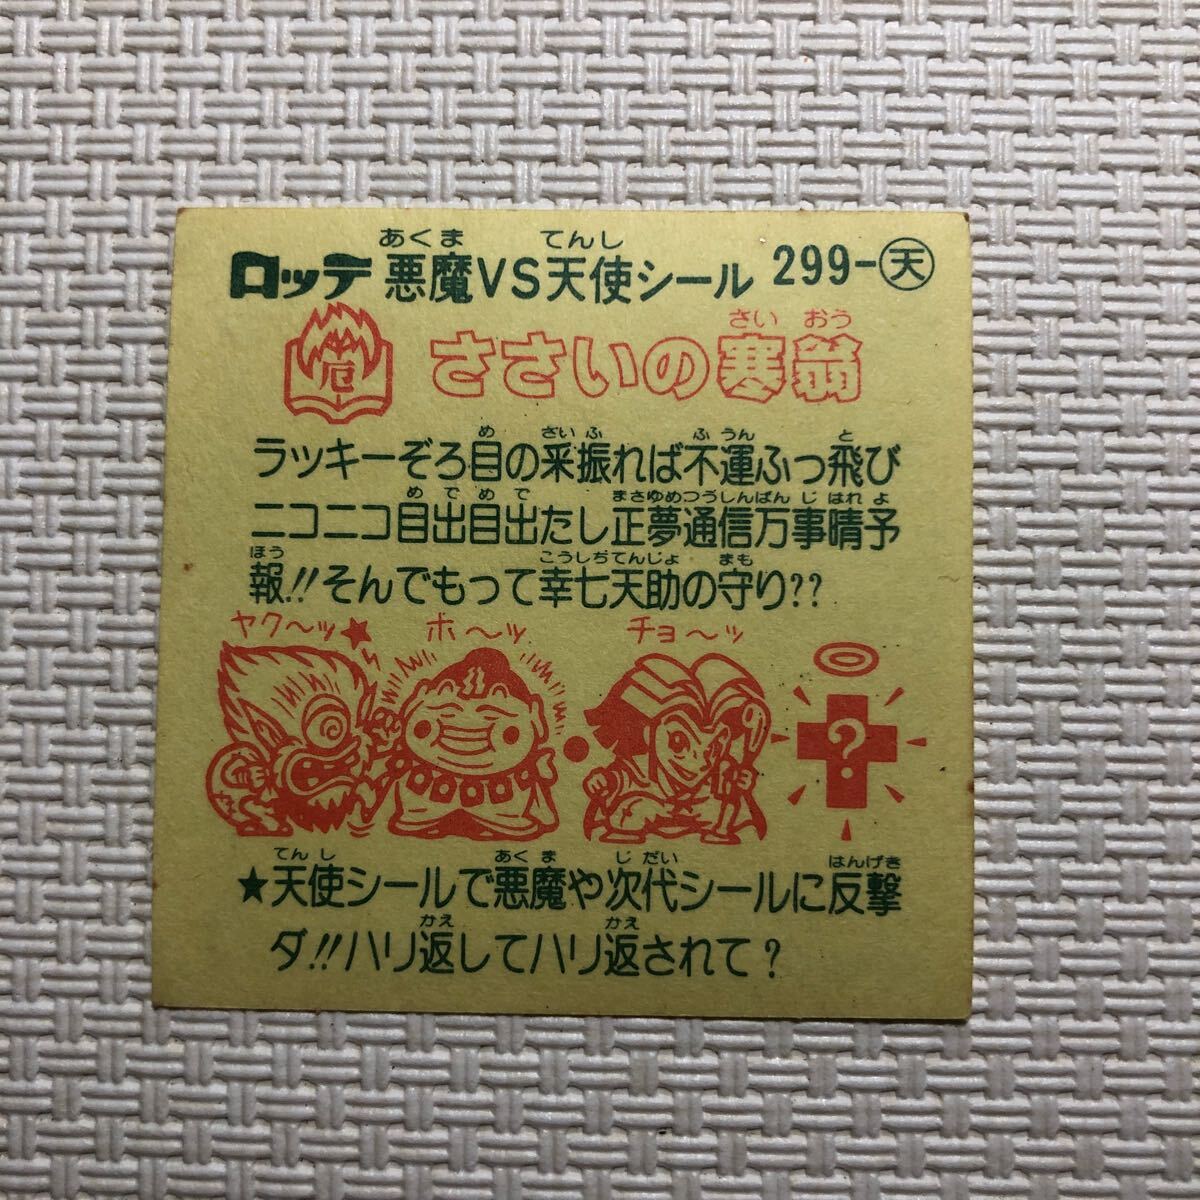 ロッテ 悪魔VS天使シール 299-天
あくま てんし
危 ささいの寒翁
さい おう
ラッキーぞろ目の采振れば不運ふっ飛び
め ざいふ ふうん と
ニコニコ目出目出たし正夢通信万事晴予
めでめで まさゆめつうしんばんじはれよ
報!!そんでもって幸七天助の守り??
ほう こうしちてんじょ まも
ヤク〜ッ★ ホ〜ッ チョ〜ッ
?
★天使シールで悪魔や次代シールに反撃
てんし あくま じだい はんげき
ダ!!ハリ返してハリ返されて?
かえ かえ